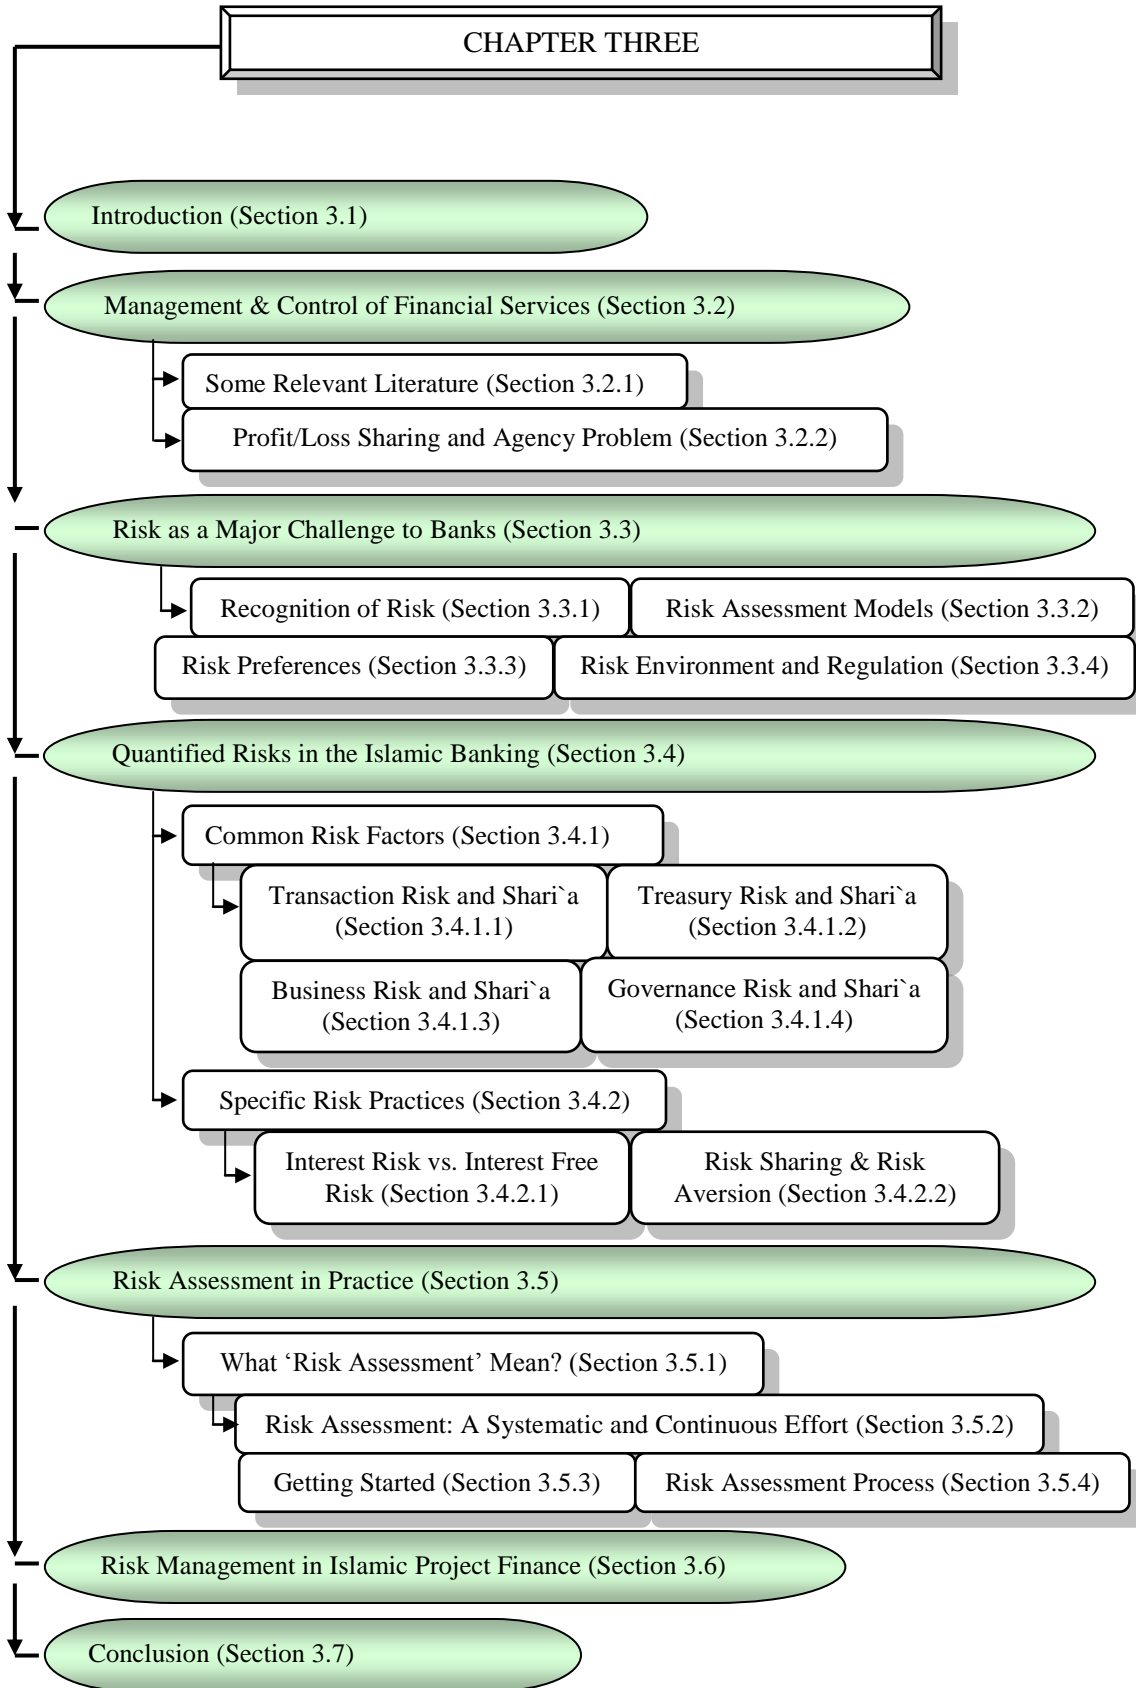 CHAPTER THREE
Introduction (Section 3.1)
Management & Control of Financial Services (Section 3.2)
Some Relevant Literature (Section 3.2.1)
Profit/Loss Sharing and Agency Problem (Section 3.2.2)
Risk as a Major Challenge to Banks (Section 3.3)
Recognition of Risk (Section 3.3.1)
Risk Assessment Models (Section 3.3.2)
Risk Preferences (Section 3.3.3)
Risk Environment and Regulation (Section 3.3.4)
Quantified Risks in the Islamic Banking (Section 3.4)
Common Risk Factors (Section 3.4.1)
Transaction Risk and Shari`a
(Section 3.4.1.1)
Treasury Risk and Shari`a
(Section 3.4.1.2)
Business Risk and Shari`a
(Section 3.4.1.3)
Governance Risk and Shari`a
(Section 3.4.1.4)
Specific Risk Practices (Section 3.4.2)
Interest Risk vs. Interest Free
Risk (Section 3.4.2.1)
Risk Sharing & Risk
Aversion (Section 3.4.2.2)
Risk Assessment in Practice (Section 3.5)
What ‘Risk Assessment’ Mean? (Section 3.5.1)
Risk Assessment: A Systematic and Continuous Effort (Section 3.5.2)
Getting Started (Section 3.5.3)
Risk Assessment Process (Section 3.5.4)
Risk Management in Islamic Project Finance (Section 3.6)
Conclusion (Section 3.7)